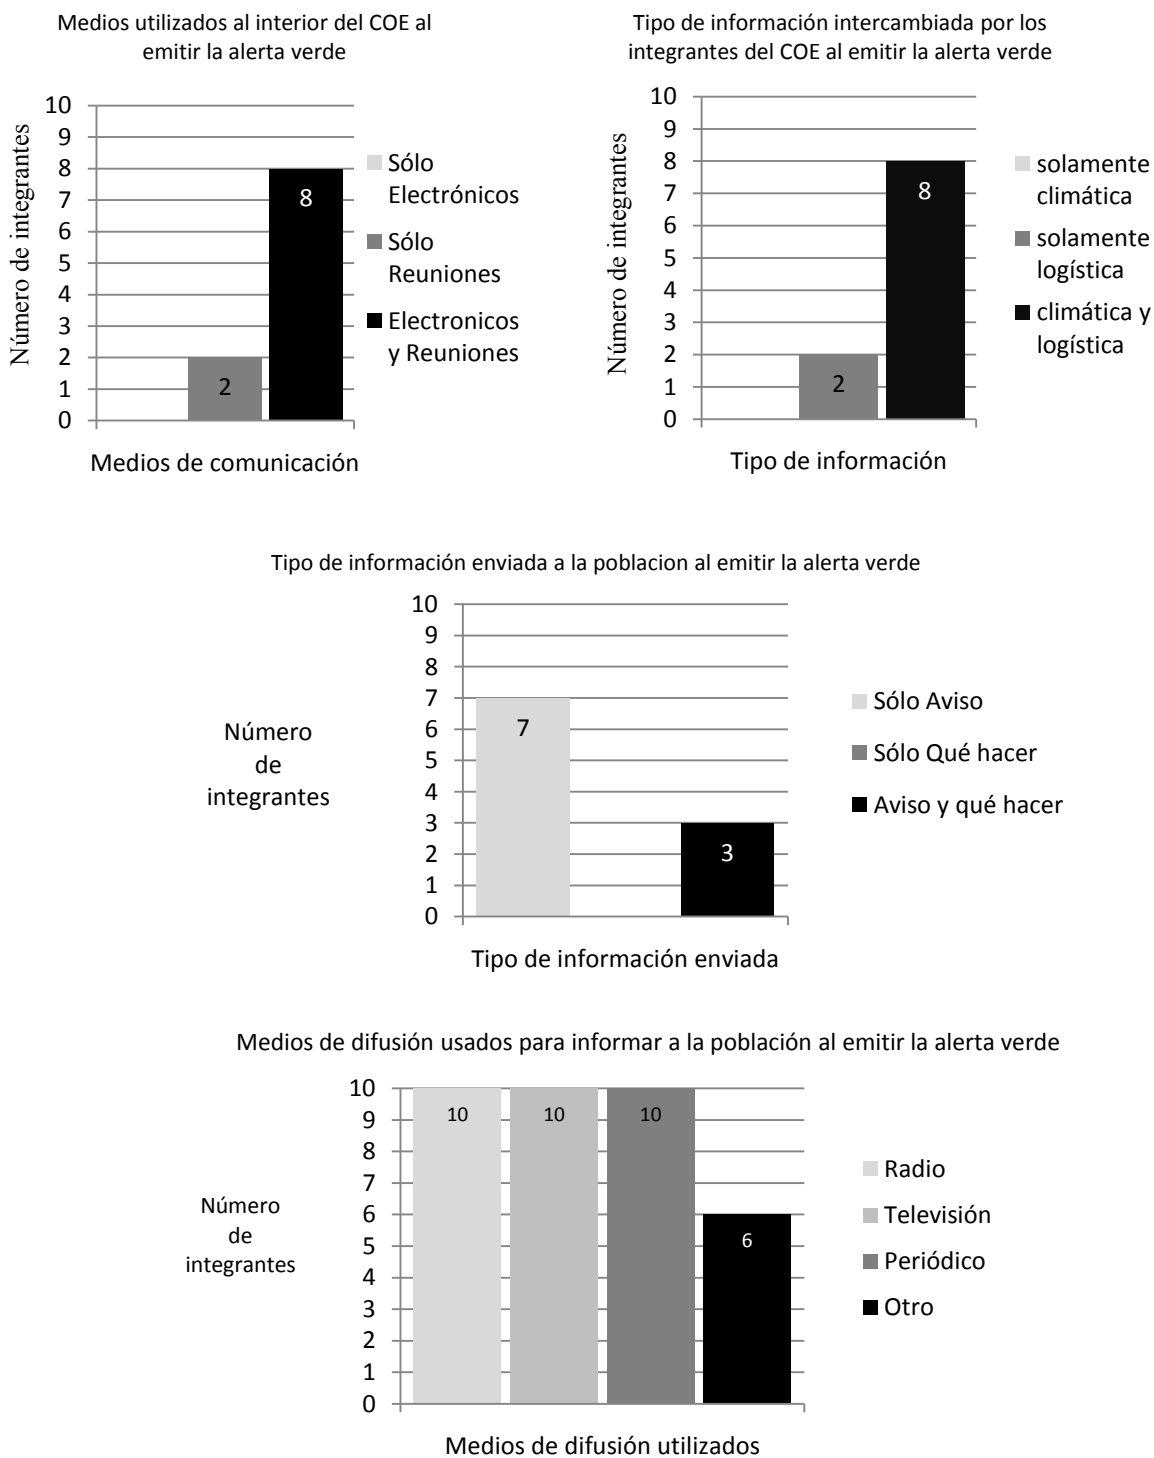 Medios utilizados al interior del COE al
emitir la alerta verde
10
9
8
7
6
5
4
3
2
1
0
Número de integrantes
2
8
Sólo
Electrónicos
Sólo
Reuniones
Electronicos
y Reuniones
Medios de comunicación
Tipo de información intercambiada por los
integrantes del COE al emitir la alerta verde
10
9
8
7
6
5
4
3
2
1
0
Número de integrantes
2
8
solamente
climática
solamente
logística
climática y
logística
Tipo de información
Tipo de información enviada a la poblacion al emitir la alerta verde
10
9
8
7
6
5
4
3
2
1
0
Número
de
integrantes
7
3
Sólo Aviso
Sólo Qué hacer
Aviso y qué hacer
Tipo de información enviada
Medios de difusión usados para informar a la población al emitir la alerta verde
10
9
8
7
6
5
4
3
2
1
0
Número
de
integrantes
10
10
10
6
Radio
Televisión
Periódico
Otro
Medios de difusión utilizados